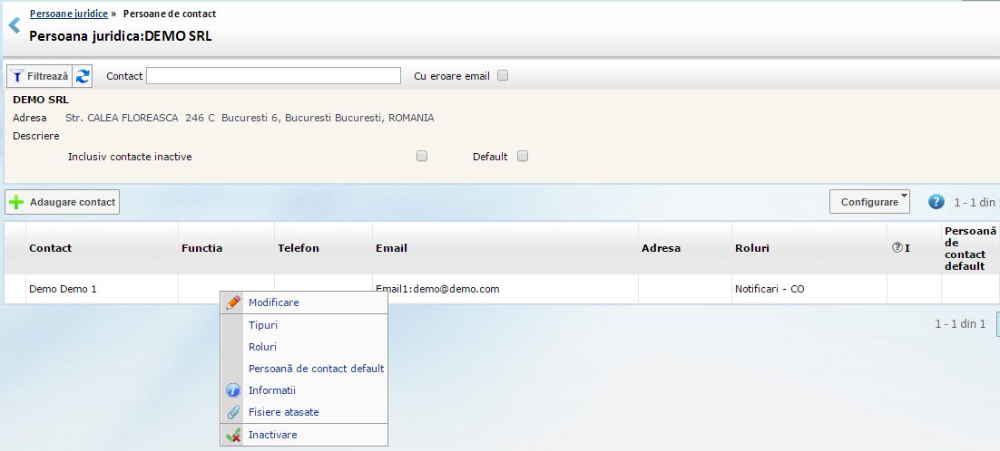 Persoane juridice » Persoane de contact
Persoana juridica:DEMO SRL
Filtrează Contact Cu eroare email
DEMO SRL
Adresa Str. CALEA FLOREASCA 246 C Bucuresti 6, Bucuresti Bucuresti, ROMANIA
Descriere
Inclusiv contacte inactive Default
Adaugare contact Configurare ? 1 - 1 din
Contact Functia Telefon Email Adresa Roluri ? I Persoană
de
contact
default
Demo Demo 1 Email1:demo@demo.com Notificari - CO
Modificare
1 - 1 din 1
Tipuri
Roluri
Persoană de contact default
Informatii
Fisiere atasate
Inactivare